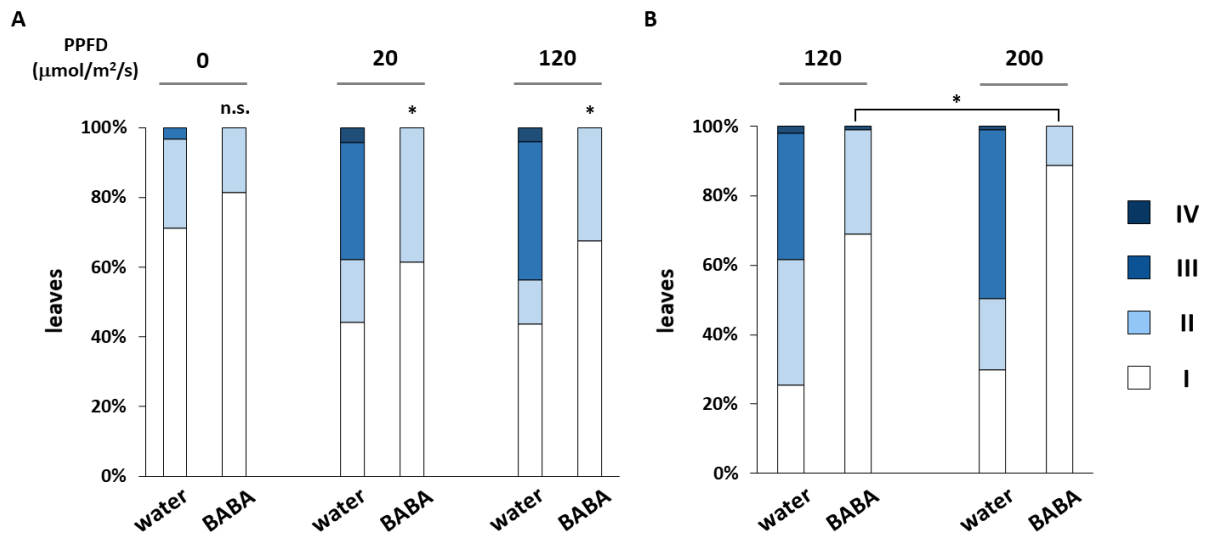 A
PPFD
(μmol/m²/s)
0
20
120
n.s.
*
*
100%
80%
60%
40%
20%
0%
leaves
water
BABA
water
BABA
water
BABA
B
120
200
*
100%
80%
60%
40%
20%
0%
leaves
water
BABA
water
BABA
IV
III
II
I